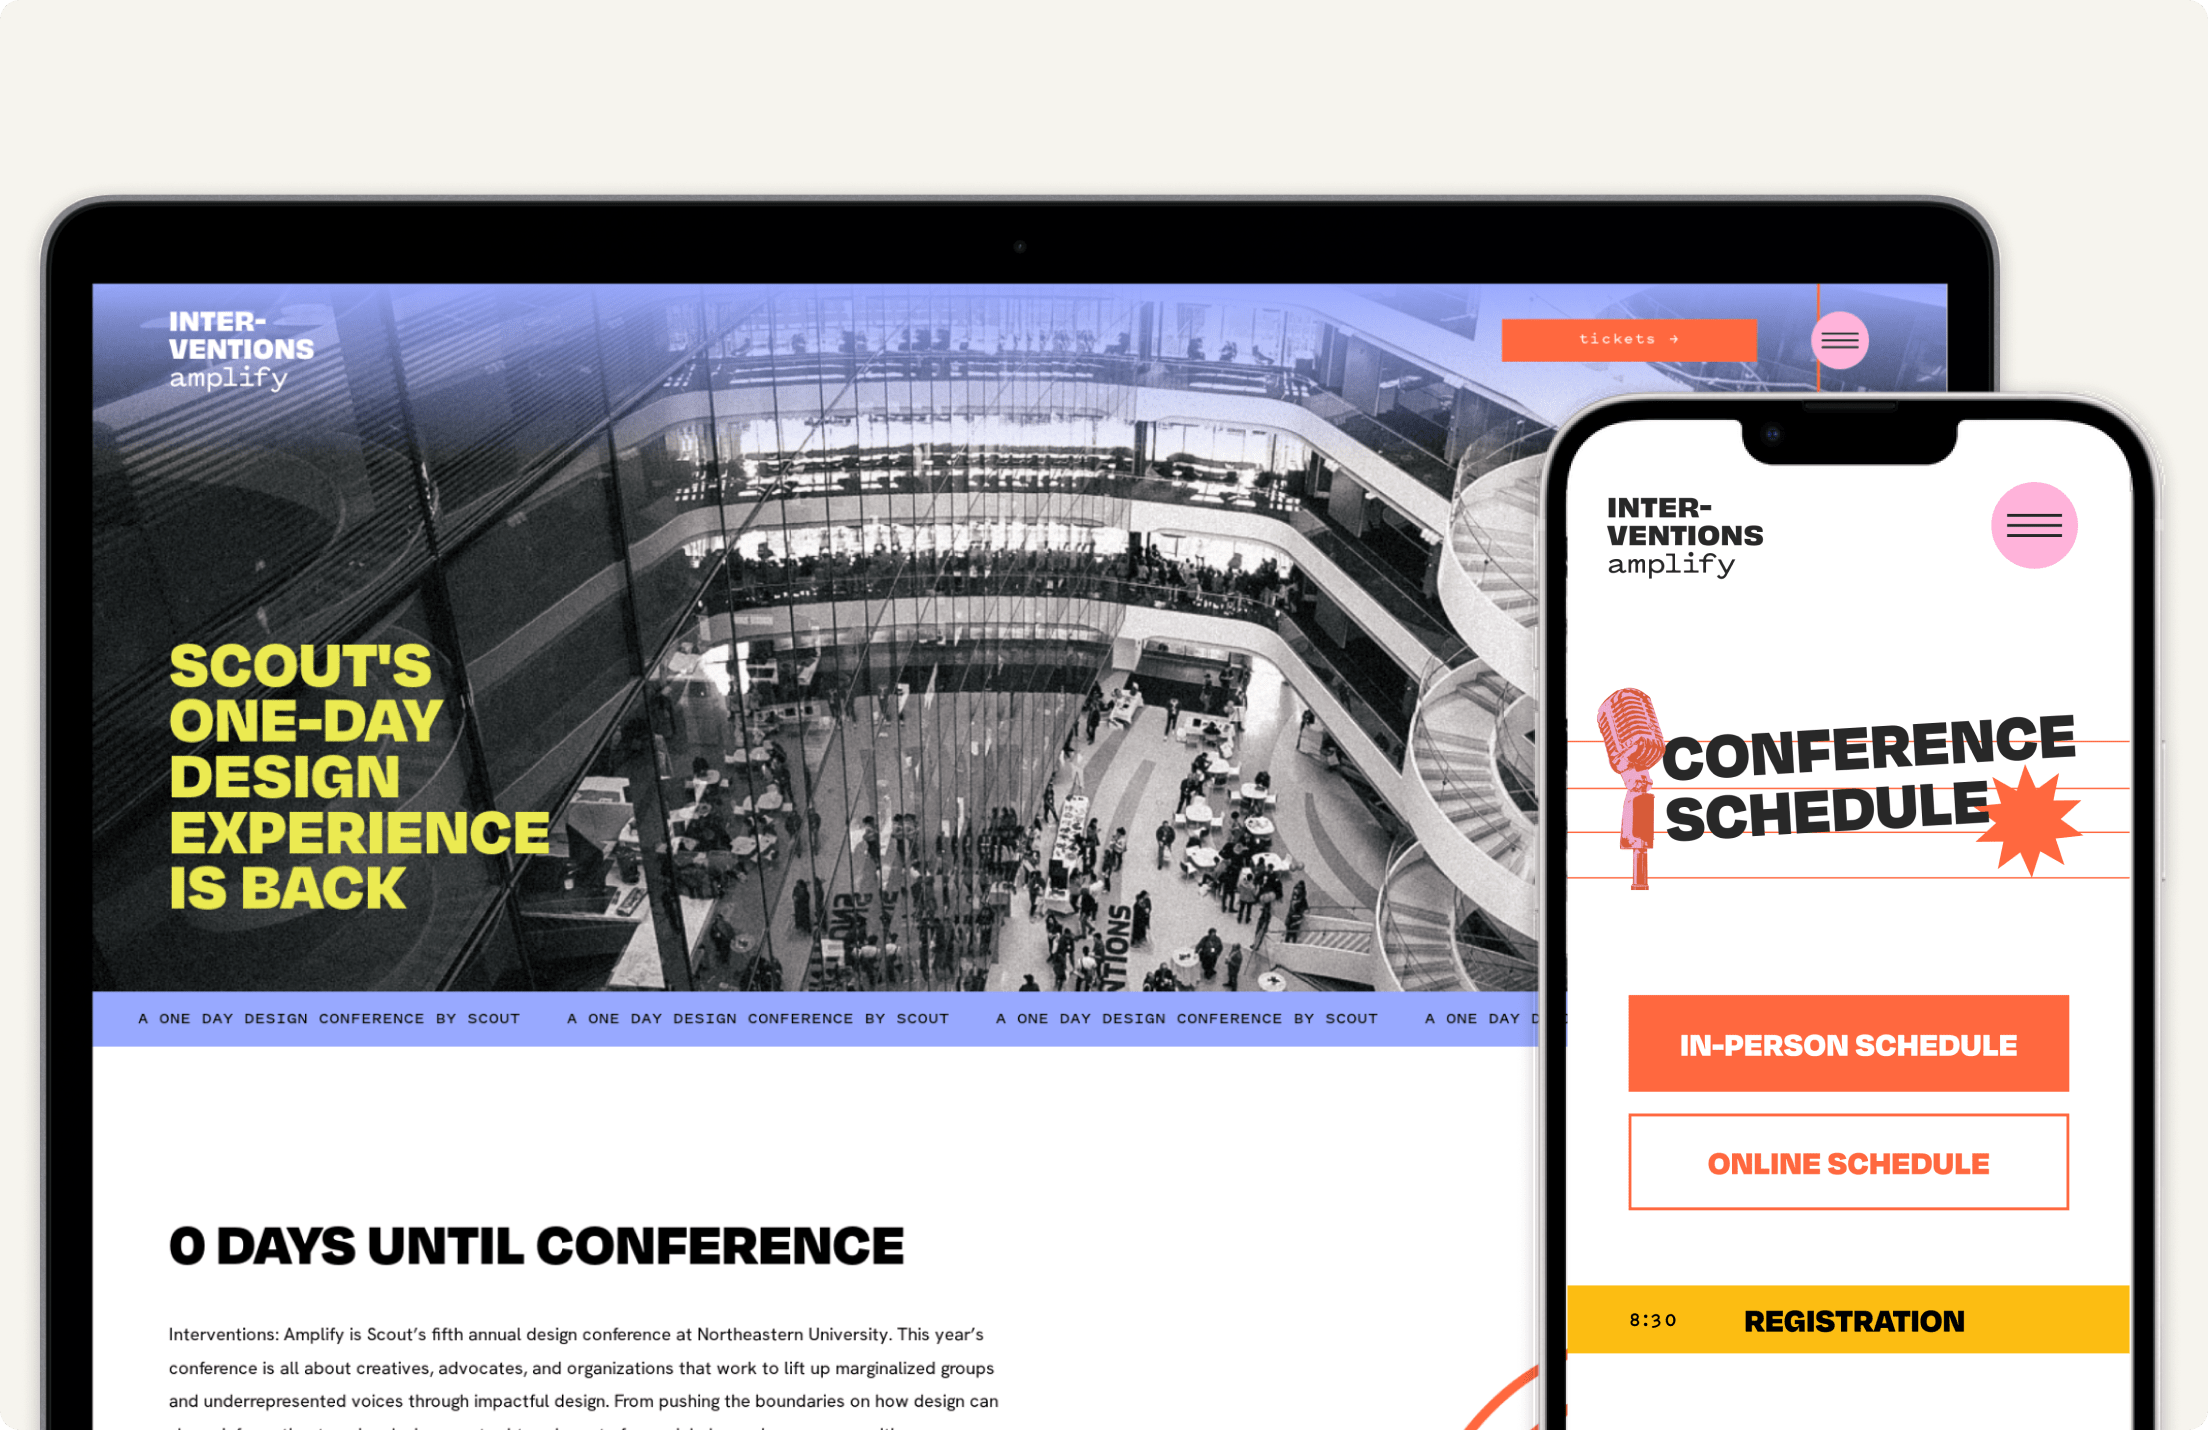 INTER-
VENTIONS
amplify
tickets →
SCOUT'S
ONE-DAY
DESIGN
EXPERIENCE
IS BACK
A ONE DAY DESIGN CONFERENCE BY SCOUT A ONE DAY DESIGN CONFERENCE BY SCOUT A ONE DAY DESIGN CONFERENCE BY SCOUT A ONE DAY
0 DAYS UNTIL CONFERENCE
Interventions: Amplify is Scout’s fifth annual design conference at Northeastern University. This year’s
conference is all about creatives, advocates, and organizations that work to lift up marginalized groups
and underrepresented voices through impactful design. From pushing the boundaries on how design can
INTER-
VENTIONS
amplify
CONFERENCE
SCHEDULE
IN-PERSON SCHEDULE
ONLINE SCHEDULE
8:30 REGISTRATION